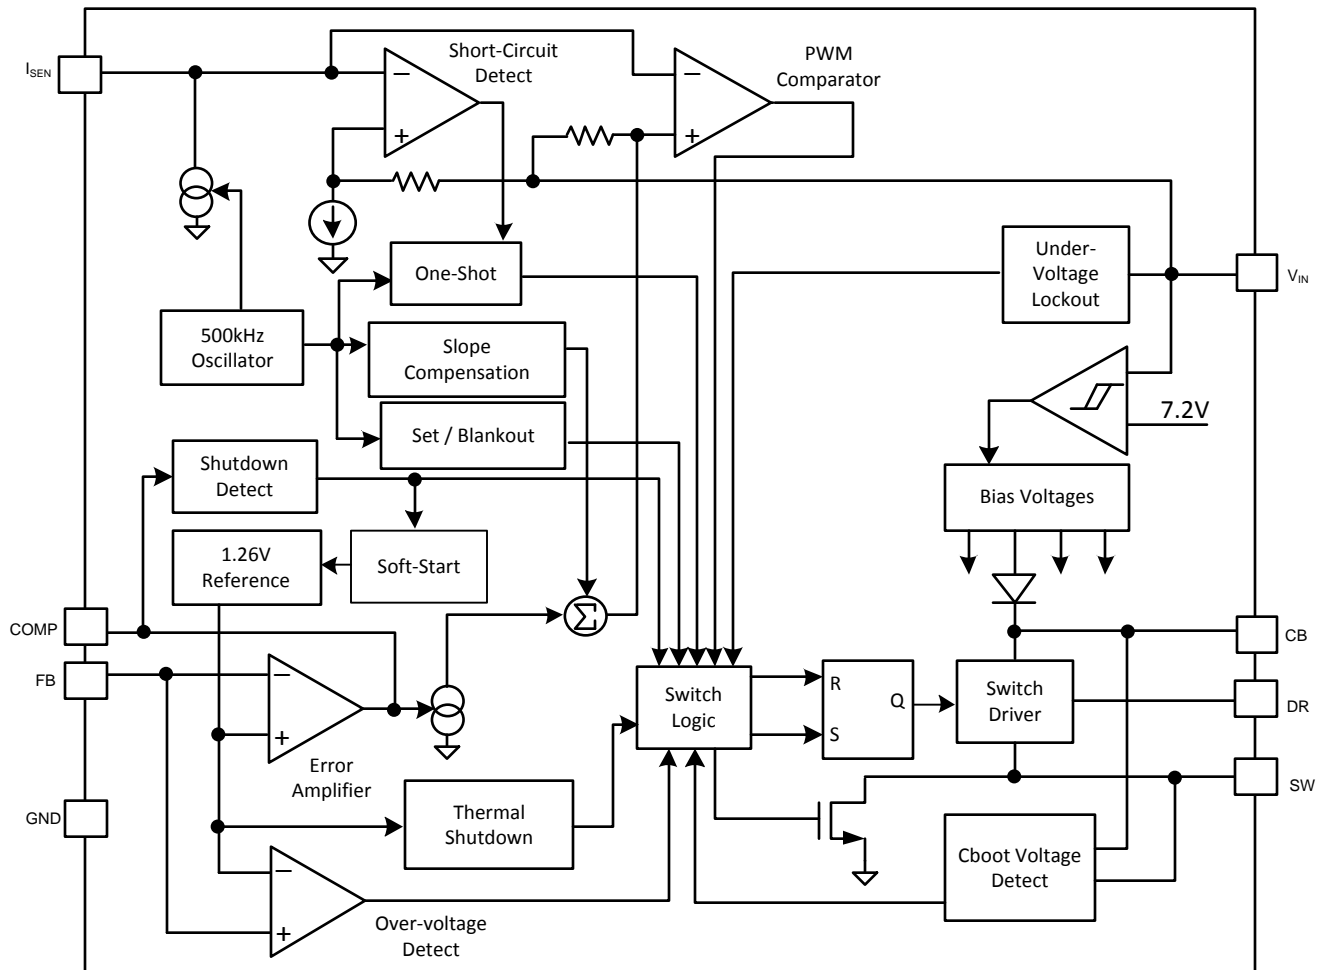 Short-Circuit
Detect
PWM
Comparator
ISEN
−
+
−
+
One-Shot
Under-
Voltage
Lockout
VIN
500kHz
Oscillator
Slope
Compensation
7.2V
Set / Blankout
Shutdown
Detect
Bias Voltages
1.26V
Reference
Soft-Start
Σ
COMP
CB
FB
−
+
Error
Amplifier
Switch
Logic
R
S
Q
Switch
Driver
DR
SW
GND
Thermal
Shutdown
Cboot Voltage
Detect
−
+
Over-voltage
Detect